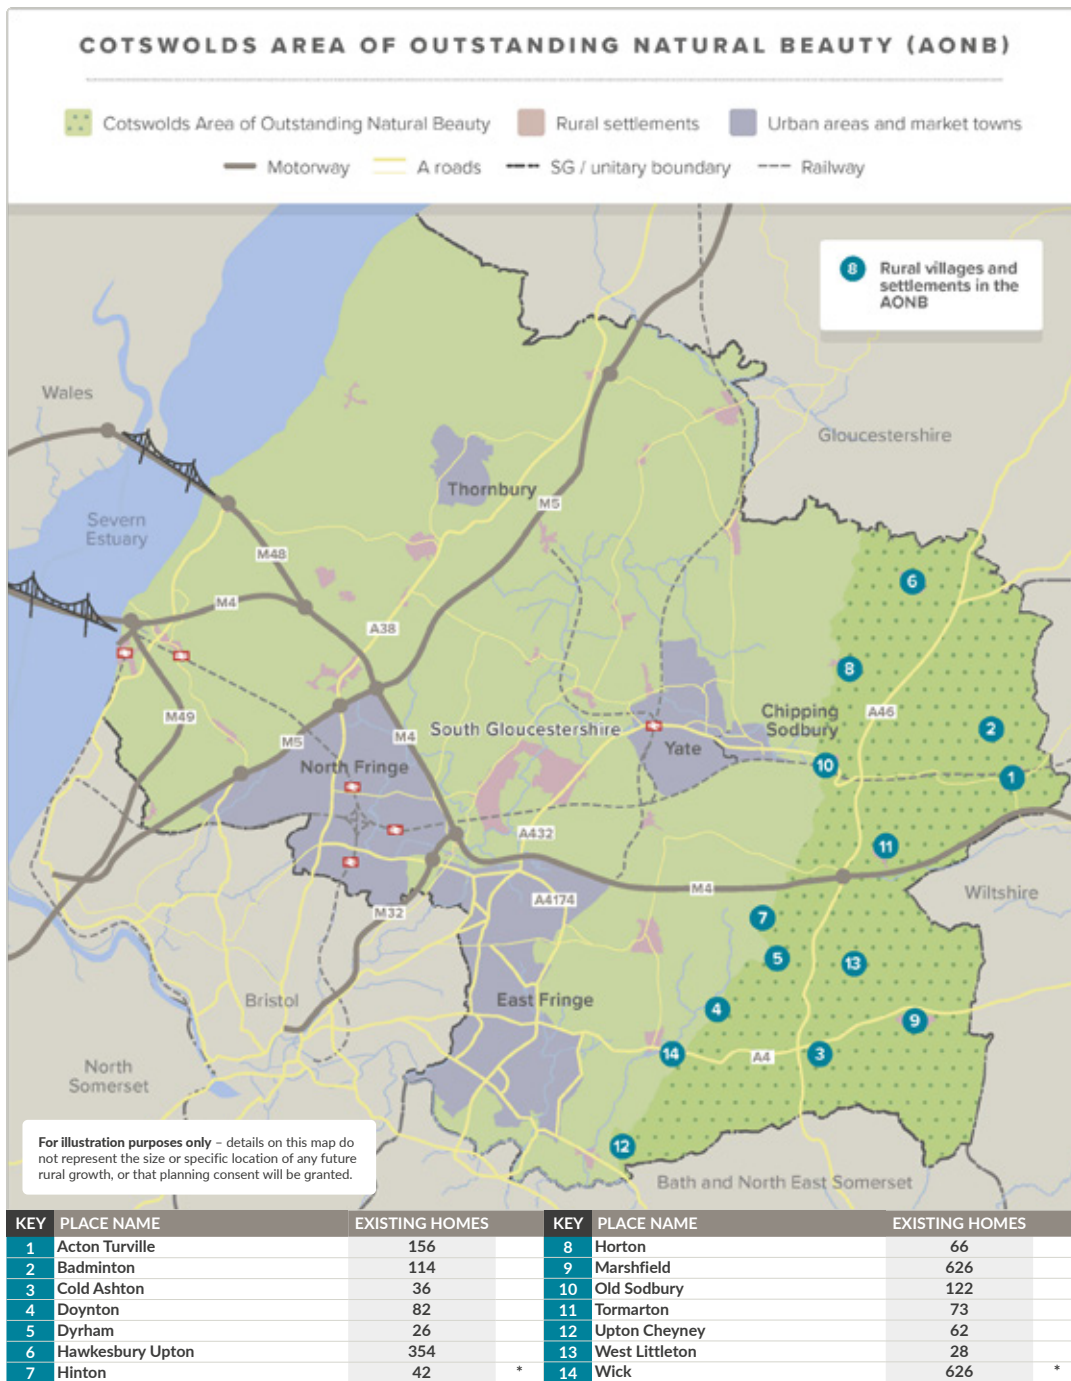 COTSWOLDS AREA OF OUTSTANDING NATURAL BEAUTY (AONB)
Cotswolds Area of Outstanding Natural Beauty Rural settlements Urban areas and market towns
Motorway A roads SG / unitary boundary Railway
8 Rural villages and
settlements in the
AONB
Wales
Gloucestershire
Thornbury
M5
Severn
Estuary
M48
6
M4
A38
8
M49
A46
Chipping
Sodbury
2
South Gloucestershire
M4
M5
Yate
North Fringe
10
1
A432
11
M4
Wiltshire
A4174
M32
7
5
13
Bristol
East Fringe
4
9
14
A4
3
North
Somerset
12
Bath and North East Somerset
For illustration purposes only – details on this map do
not represent the size or specific location of any future
rural growth, or that planning consent will be granted.
KEY PLACE NAME EXISTING HOMES KEY PLACE NAME EXISTING HOMES
1 Acton Turville 156 8 Horton 66
2 Badminton 114 9 Marshfield 626
3 Cold Ashton 36 10 Old Sodbury 122
4 Doynton 82 11 Tormarton 73
5 Dyrham 26 12 Upton Cheyney 62
6 Hawkesbury Upton 354 13 West Littleton 28
7 Hinton 42 * 14 Wick 626 *